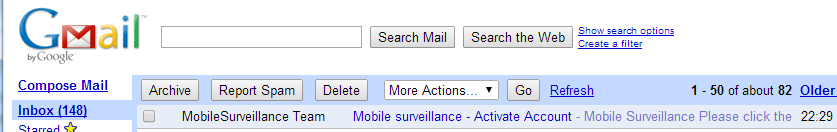 Gmail™
by Google™
Search Mail Search the Web Show search options
Create a filter
Compose Mail
Archive Report Spam Delete More Actions... Go Refresh 1 - 50 of about 82 Older
Inbox (148)
MobileSurveillance Team Mobile surveillance - Activate Account - Mobile Surveillance Please click the 22:29
Starred